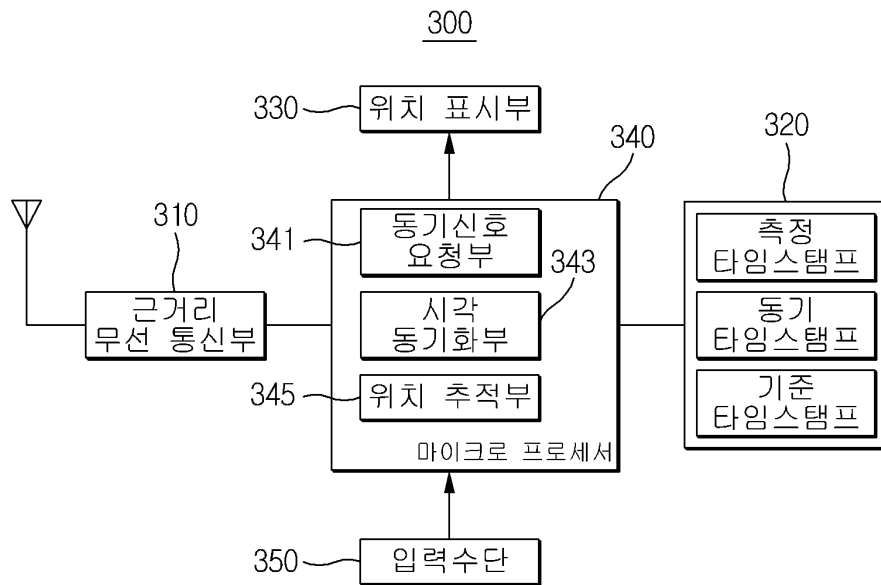 300
330
위치 표시부
340
320
310
341
동기신호
요청부
343
측정
타임스탬프
근거리
무선 통신부
시각
동기화부
동기
타임스탬프
345
위치 추적부
기준
타임스탬프
마이크로 프로세서
350
입력수단